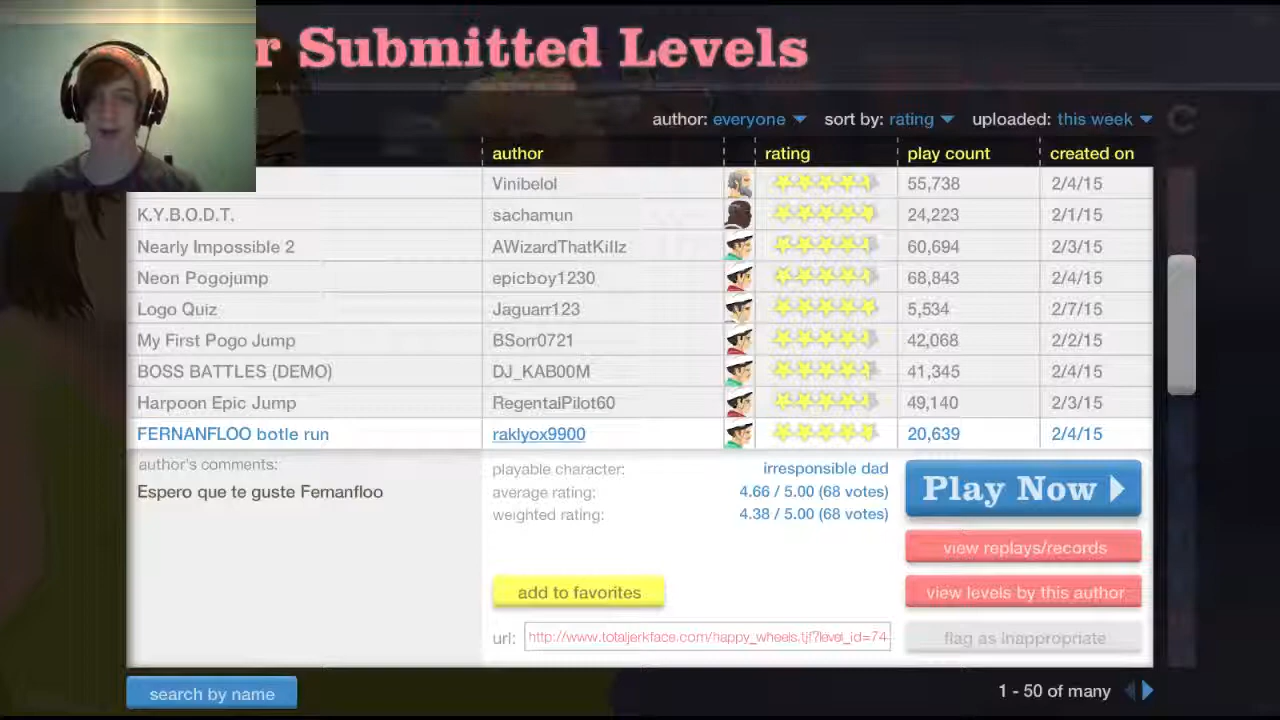 r Submitted Levels
author: everyone sort by: rating uploaded: this week
author rating play count created on
Vinibelol 55,738 2/4/15
K.Y.B.O.D.T. sachamun 24,223 2/1/15
Nearly Impossible 2 AWizardThatKillz 60,694 2/3/15
Neon Pogojump epicboy1230 68,843 2/4/15
Logo Quiz Jaguarr123 5,534 2/7/15
My First Pogo Jump BSorr0721 42,068 2/2/15
BOSS BATTLES (DEMO) DJ_KAB00M 41,345 2/4/15
Harpoon Epic Jump RegentalPilot60 49,140 2/3/15
FERNANFLOO botle run raklyox9900 20,639 2/4/15
author's comments:
Espero que te guste Fernanfloo
playable character: irresponsible dad
average rating: 4.66 / 5.00 (68 votes)
weighted rating: 4.38 / 5.00 (68 votes)
Play Now
view replays/records
add to favorites
view levels by this author
url: http://www.totaljerkface.com/happy_wheels.tjf?level_id=74
flag as inappropriate
search by name
1 - 50 of many